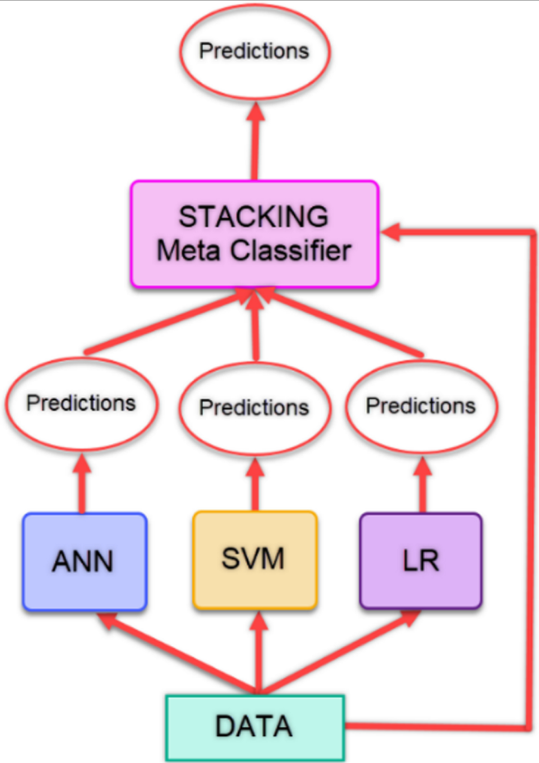 Predictions
STACKING
Meta Classifier
Predictions
Predictions
Predictions
ANN
SVM
LR
DATA